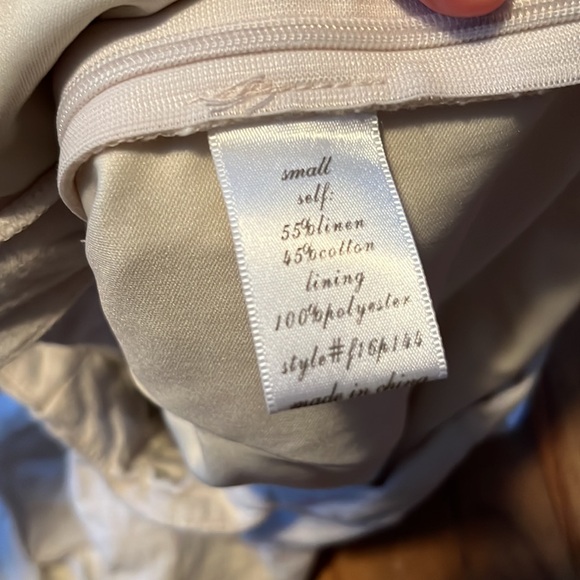 small
self:
55%linen
45%cotton
lining
100%polyester
style#f16p144
made in china